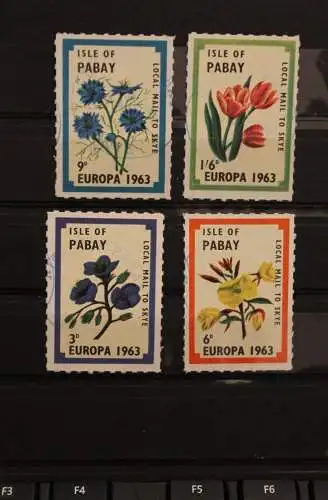 ISLE OF
PABAY
LOCAL MAIL TO SKYE
9ᴰ
EUROPA 1963
ISLE OF
PABAY
LOCAL MAIL TO SKYE
1/6ᴰ
EUROPA 1963
ISLE OF
PABAY
LOCAL MAIL TO SKYE
3ᴰ
EUROPA 1963
ISLE OF
PABAY
LOCAL MAIL TO SKYE
6ᴰ
EUROPA 1963
F3 F4 F5 F6